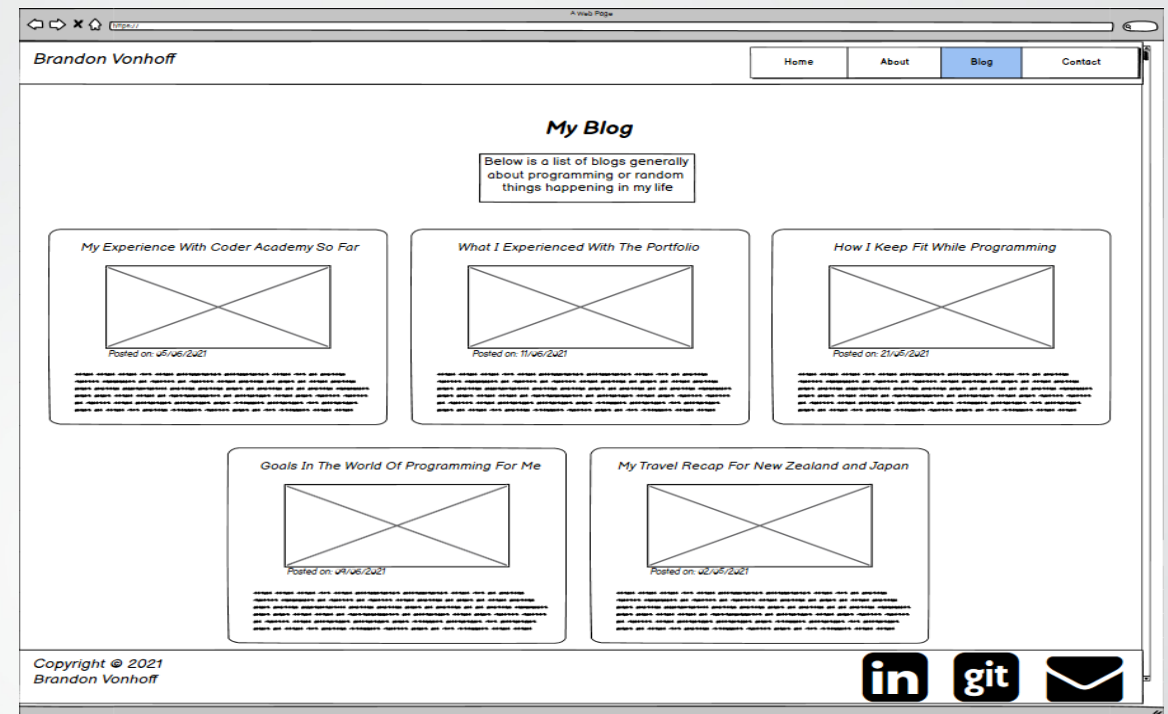 A Web Page
https://
Brandon Vonhoff
Home
About
Blog
Contact
My Blog
Below is a list of blogs generally
about programming or random
things happening in my life
My Experience With Coder Academy So Far
Posted on: 05/06/2021
What I Experienced With The Portfolio
Posted on: 11/06/2021
How I Keep Fit While Programming
Posted on: 21/05/2021
Goals In The World Of Programming For Me
Posted on: 09/06/2021
My Travel Recap For New Zealand and Japan
Posted on: 02/05/2021
Copyright © 2021
Brandon Vonhoff
in
git